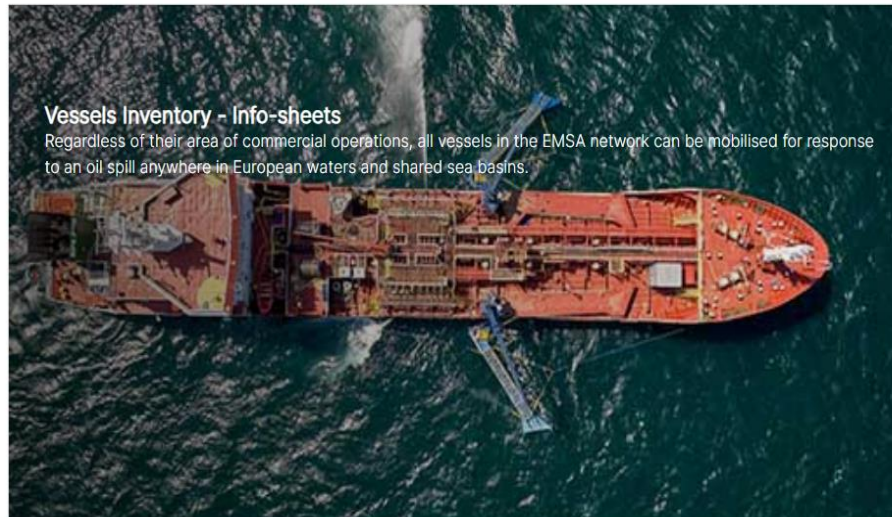 Vessels Inventory - Info-sheets
Regardless of their area of commercial operations, all vessels in the EMSA network can be mobilised for response
to an oil spill anywhere in European waters and shared sea basins.